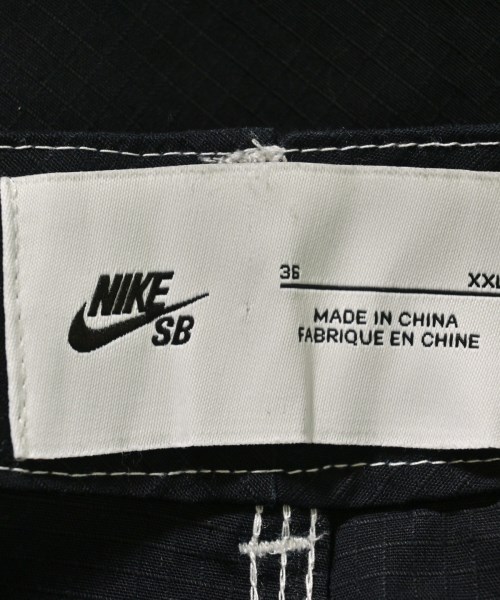 NIKE
SB
36 XXL
MADE IN CHINA
FABRIQUE EN CHINE